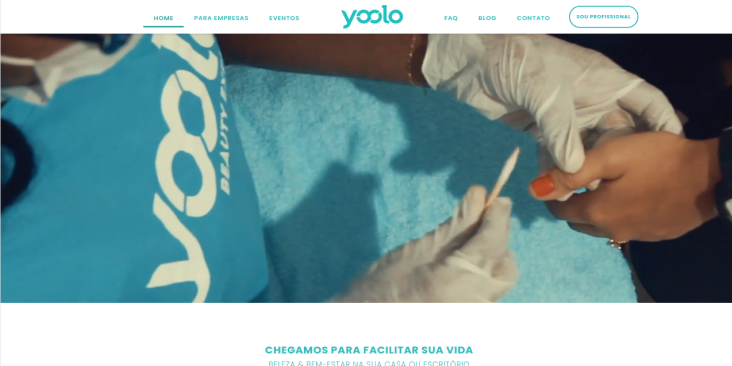 HOME PARA EMPRESAS EVENTOS yoolo FAQ BLOG CONTATO SOU PROFISSIONAL
yoolo
BEAUTY
CHEGAMOS PARA FACILITAR SUA VIDA
BELEZA & BEM-ESTAR NA SUA CASA OU ESCRITÓRIO